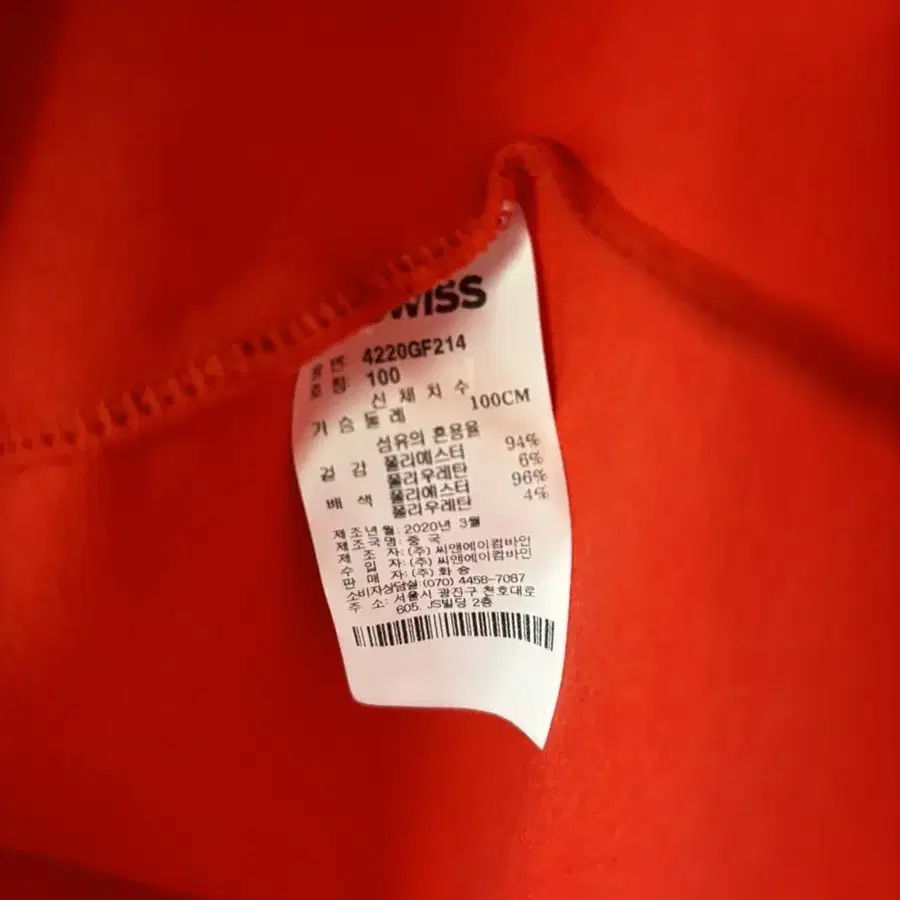 WISS
품 번: 4220GF214
호 칭: 100
신 체 치 수
가 슴 둘 레 100CM
섬유의 혼용율
겉 감 폴리에스터 94%
폴리우레탄 6%
배 색 폴리에스터 96%
폴리우레탄 4%
제 조 년 월: 2020년 3월
제 조 국 명: 중 국
제 조 자: (주) 씨앤에이컴바인
수 입 자: (주) 씨앤에이컴바인
판 매 자: (주) 화 승
소비자상담실: (070) 4458-7087
주 소: 서울시 광진구 천호대로
605, JS빌딩 2층